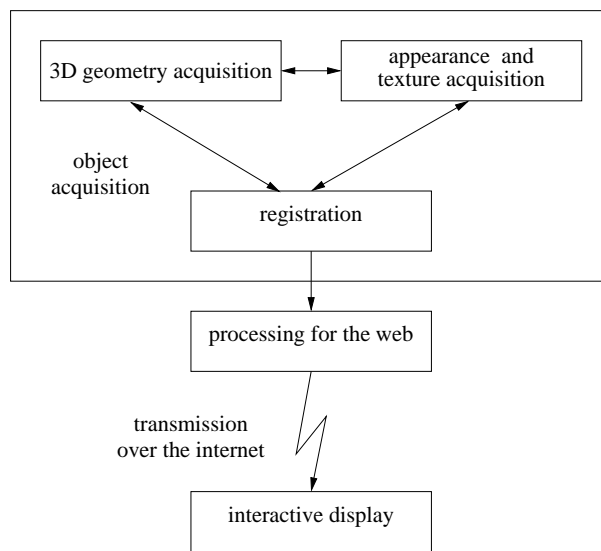 3D geometry acquisition
appearance and
texture acquisition
object
acquisition
registration
processing for the web
transmission
over the internet
interactive display